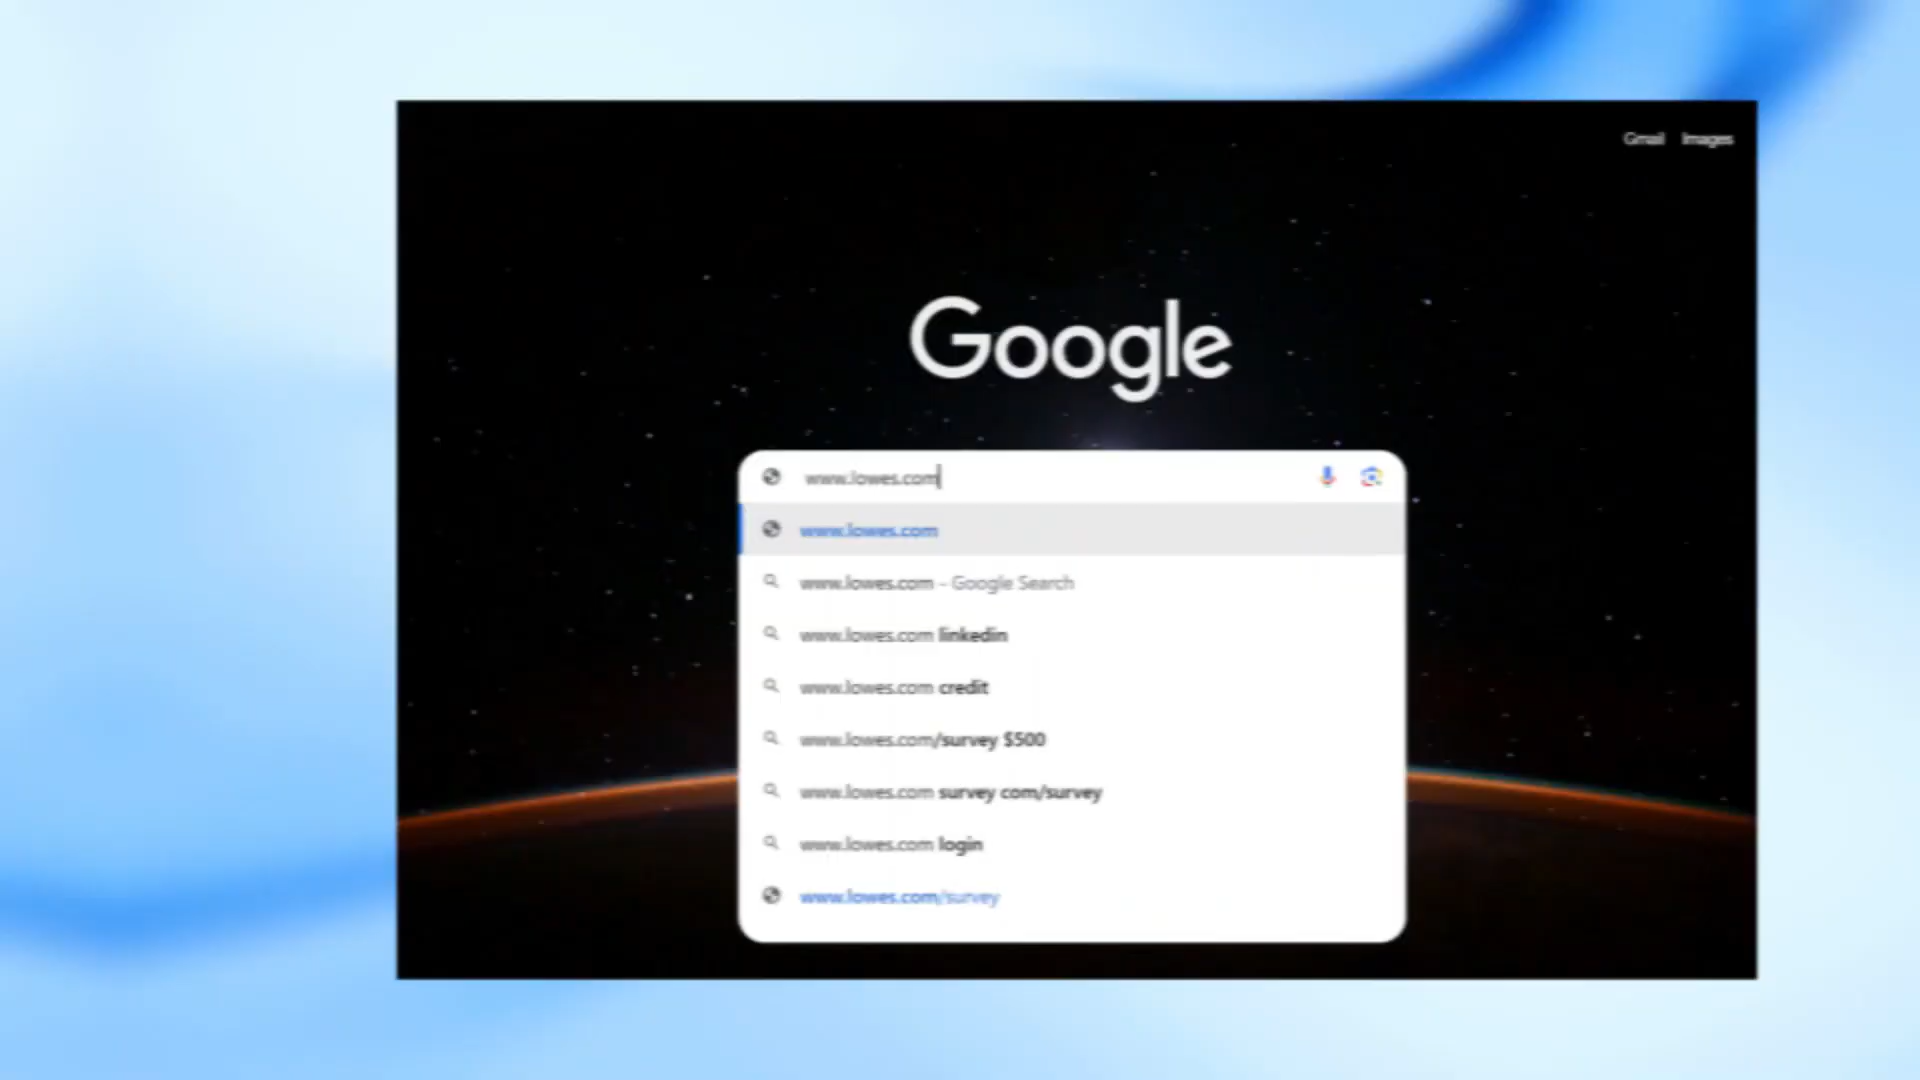 Gmail Images
Google
www.lowes.com
www.lowes.com
www.lowes.com - Google Search
www.lowes.com linkedin
www.lowes.com credit
www.lowes.com/survey $500
www.lowes.com survey com/survey
www.lowes.com login
www.lowes.com/survey